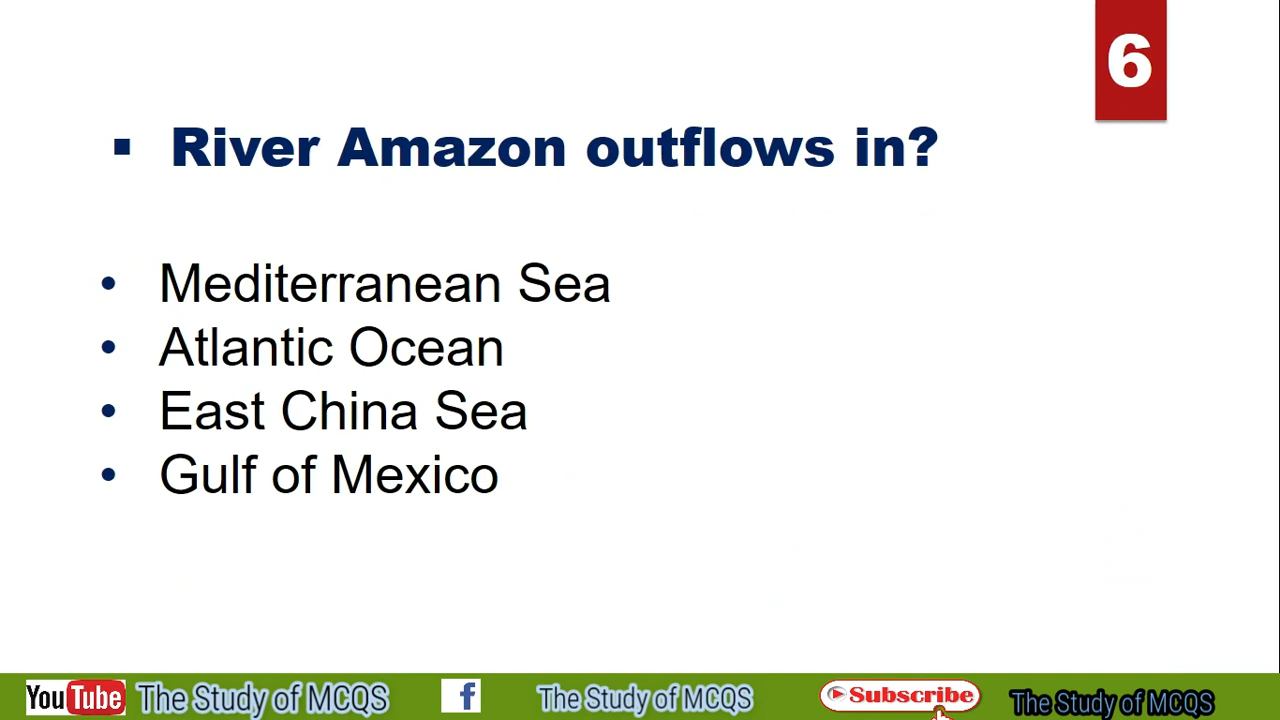 6
▪ River Amazon outflows in?
• Mediterranean Sea
• Atlantic Ocean
• East China Sea
• Gulf of Mexico
YouTube The Study of MCQS f The Study of MCQS Subscribe The Study of MCQS